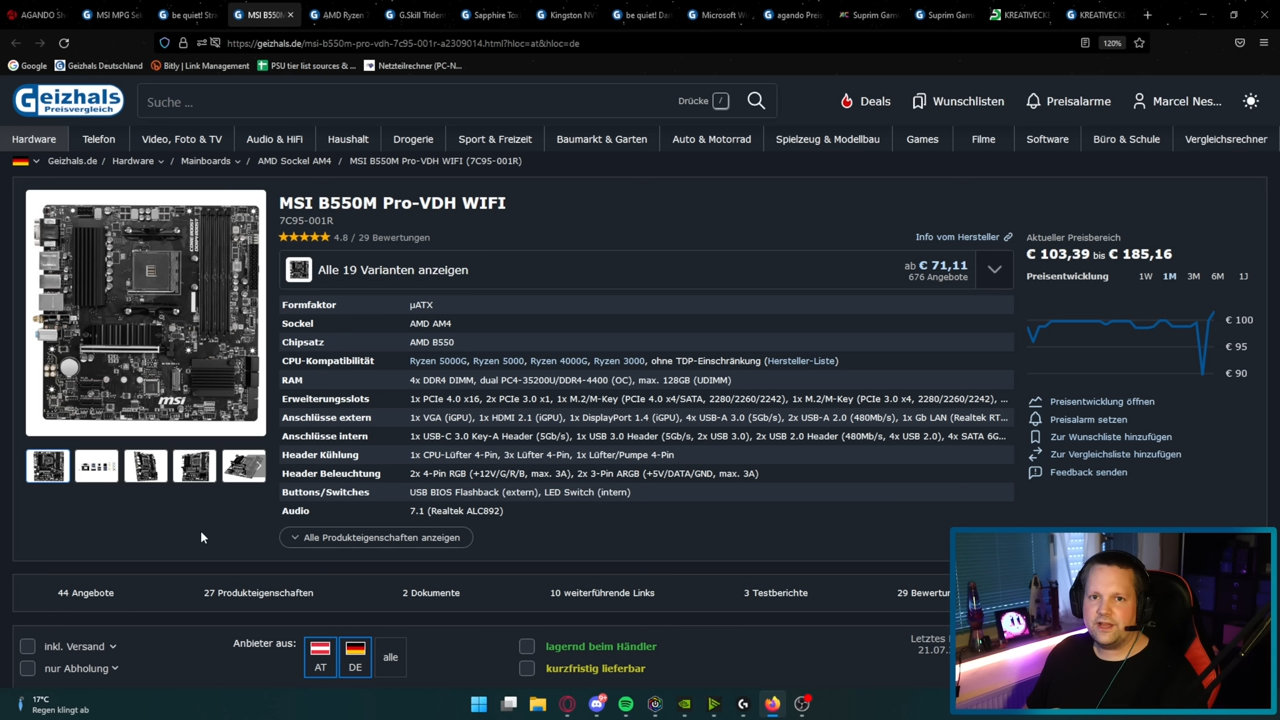 AGANDO Sh
MSI MPG Sek
be quiet! Stra
MSI B550M
AMD Ryzen 7
G.Skill Triden
Sapphire Tox
Kingston NV
be quiet! Dar
Microsoft Wi
agando Preis
Suprim Gam
Suprim Gam
KREATIVECK
KREATIVECK
https://geizhals.de/msi-b550m-pro-vdh-7c95-001r-a2309014.html?hloc=at&hloc=de
120%
Google
Geizhals Deutschland
Bitly | Link Management
PSU tier list sources & ...
Netzteilrechner (PC-N...
Geizhals
Preisvergleich
Suche ...
Drücke /
Deals
Wunschlisten
Preisalarme
Marcel Nes...
Hardware
Telefon
Video, Foto & TV
Audio & HiFi
Haushalt
Drogerie
Sport & Freizeit
Baumarkt & Garten
Auto & Motorrad
Spielzeug & Modellbau
Games
Filme
Software
Büro & Schule
Vergleichsrechner
Geizhals.de / Hardware / Mainboards / AMD Sockel AM4 / MSI B550M Pro-VDH WIFI (7C95-001R)
MSI B550M Pro-VDH WIFI
7C95-001R
4.8 / 29 Bewertungen
Info vom Hersteller
Alle 19 Varianten anzeigen
ab € 71,11
676 Angebote
Formfaktor µATX
Sockel AMD AM4
Chipsatz AMD B550
CPU-Kompatibilität Ryzen 5000G, Ryzen 5000, Ryzen 4000G, Ryzen 3000, ohne TDP-Einschränkung (Hersteller-Liste)
RAM 4x DDR4 DIMM, dual PC4-35200U/DDR4-4400 (OC), max. 128GB (UDIMM)
Erweiterungsslots 1x PCIe 4.0 x16, 2x PCIe 3.0 x1, 1x M.2/M-Key (PCIe 4.0 x4/SATA, 2280/2260/2242), 1x M.2/M-Key (PCIe 3.0 x4, 2280/2260/2242), ...
Anschlüsse extern 1x VGA (iGPU), 1x HDMI 2.1 (iGPU), 1x DisplayPort 1.4 (iGPU), 4x USB-A 3.0 (5Gb/s), 2x USB-A 2.0 (480Mb/s), 1x Gb LAN (Realtek RT...
Anschlüsse intern 1x USB-C 3.0 Key-A Header (5Gb/s), 1x USB 3.0 Header (5Gb/s, 2x USB 3.0), 2x USB 2.0 Header (480Mb/s, 4x USB 2.0), 4x SATA 6G...
Header Kühlung 1x CPU-Lüfter 4-Pin, 3x Lüfter 4-Pin, 1x Lüfter/Pumpe 4-Pin
Header Beleuchtung 2x 4-Pin RGB (+12V/G/R/B, max. 3A), 2x 3-Pin ARGB (+5V/DATA/GND, max. 3A)
Buttons/Switches USB BIOS Flashback (extern), LED Switch (intern)
Audio 7.1 (Realtek ALC892)
Alle Produkteigenschaften anzeigen
Aktueller Preisbereich
€ 103,39 bis € 185,16
Preisentwicklung 1W 1M 3M 6M 1J
€ 100
€ 95
€ 90
Preisentwicklung öffnen
Preisalarm setzen
Zur Wunschliste hinzufügen
Zur Vergleichsliste hinzufügen
Feedback senden
msi
44 Angebote
27 Produkteigenschaften
2 Dokumente
10 weiterführende Links
3 Testberichte
29 Bewertun
inkl. Versand
nur Abholung
Anbieter aus:
AT
DE
alle
lagernd beim Händler
kurzfristig lieferbar
Letztes
21.07.
17°C
Regen klingt ab